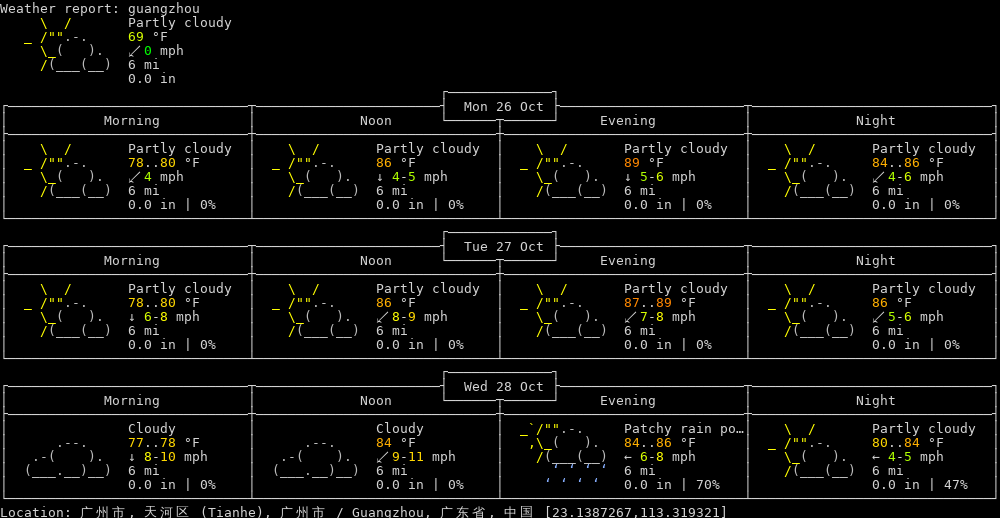 Weather report: guangzhou
Partly cloudy
69 °F
↙ 0 mph
6 mi
0.0 in
Mon 26 Oct
Morning Noon Evening Night
Partly cloudy Partly cloudy Partly cloudy Partly cloudy
78..80 °F 86 °F 89 °F 84..86 °F
↙ 4 mph ↓ 4-5 mph ↓ 5-6 mph ↙ 4-6 mph
6 mi 6 mi 6 mi 6 mi
0.0 in | 0% 0.0 in | 0% 0.0 in | 0% 0.0 in | 0%
Tue 27 Oct
Morning Noon Evening Night
Partly cloudy Partly cloudy Partly cloudy Partly cloudy
78..80 °F 86 °F 87..89 °F 86 °F
↓ 6-8 mph ↙ 8-9 mph ↙ 7-8 mph ↙ 5-6 mph
6 mi 6 mi 6 mi 6 mi
0.0 in | 0% 0.0 in | 0% 0.0 in | 0% 0.0 in | 0%
Wed 28 Oct
Morning Noon Evening Night
Cloudy Cloudy Patchy rain po… Partly cloudy
77..78 °F 84 °F 84..86 °F 80..84 °F
↓ 8-10 mph ↙ 9-11 mph ← 6-8 mph ← 4-5 mph
6 mi 6 mi 6 mi 6 mi
0.0 in | 0% 0.0 in | 0% 0.0 in | 70% 0.0 in | 47%
Location: 广州市, 天河区 (Tianhe), 广州市 / Guangzhou, 广东省, 中国 [23.1387267,113.319321]